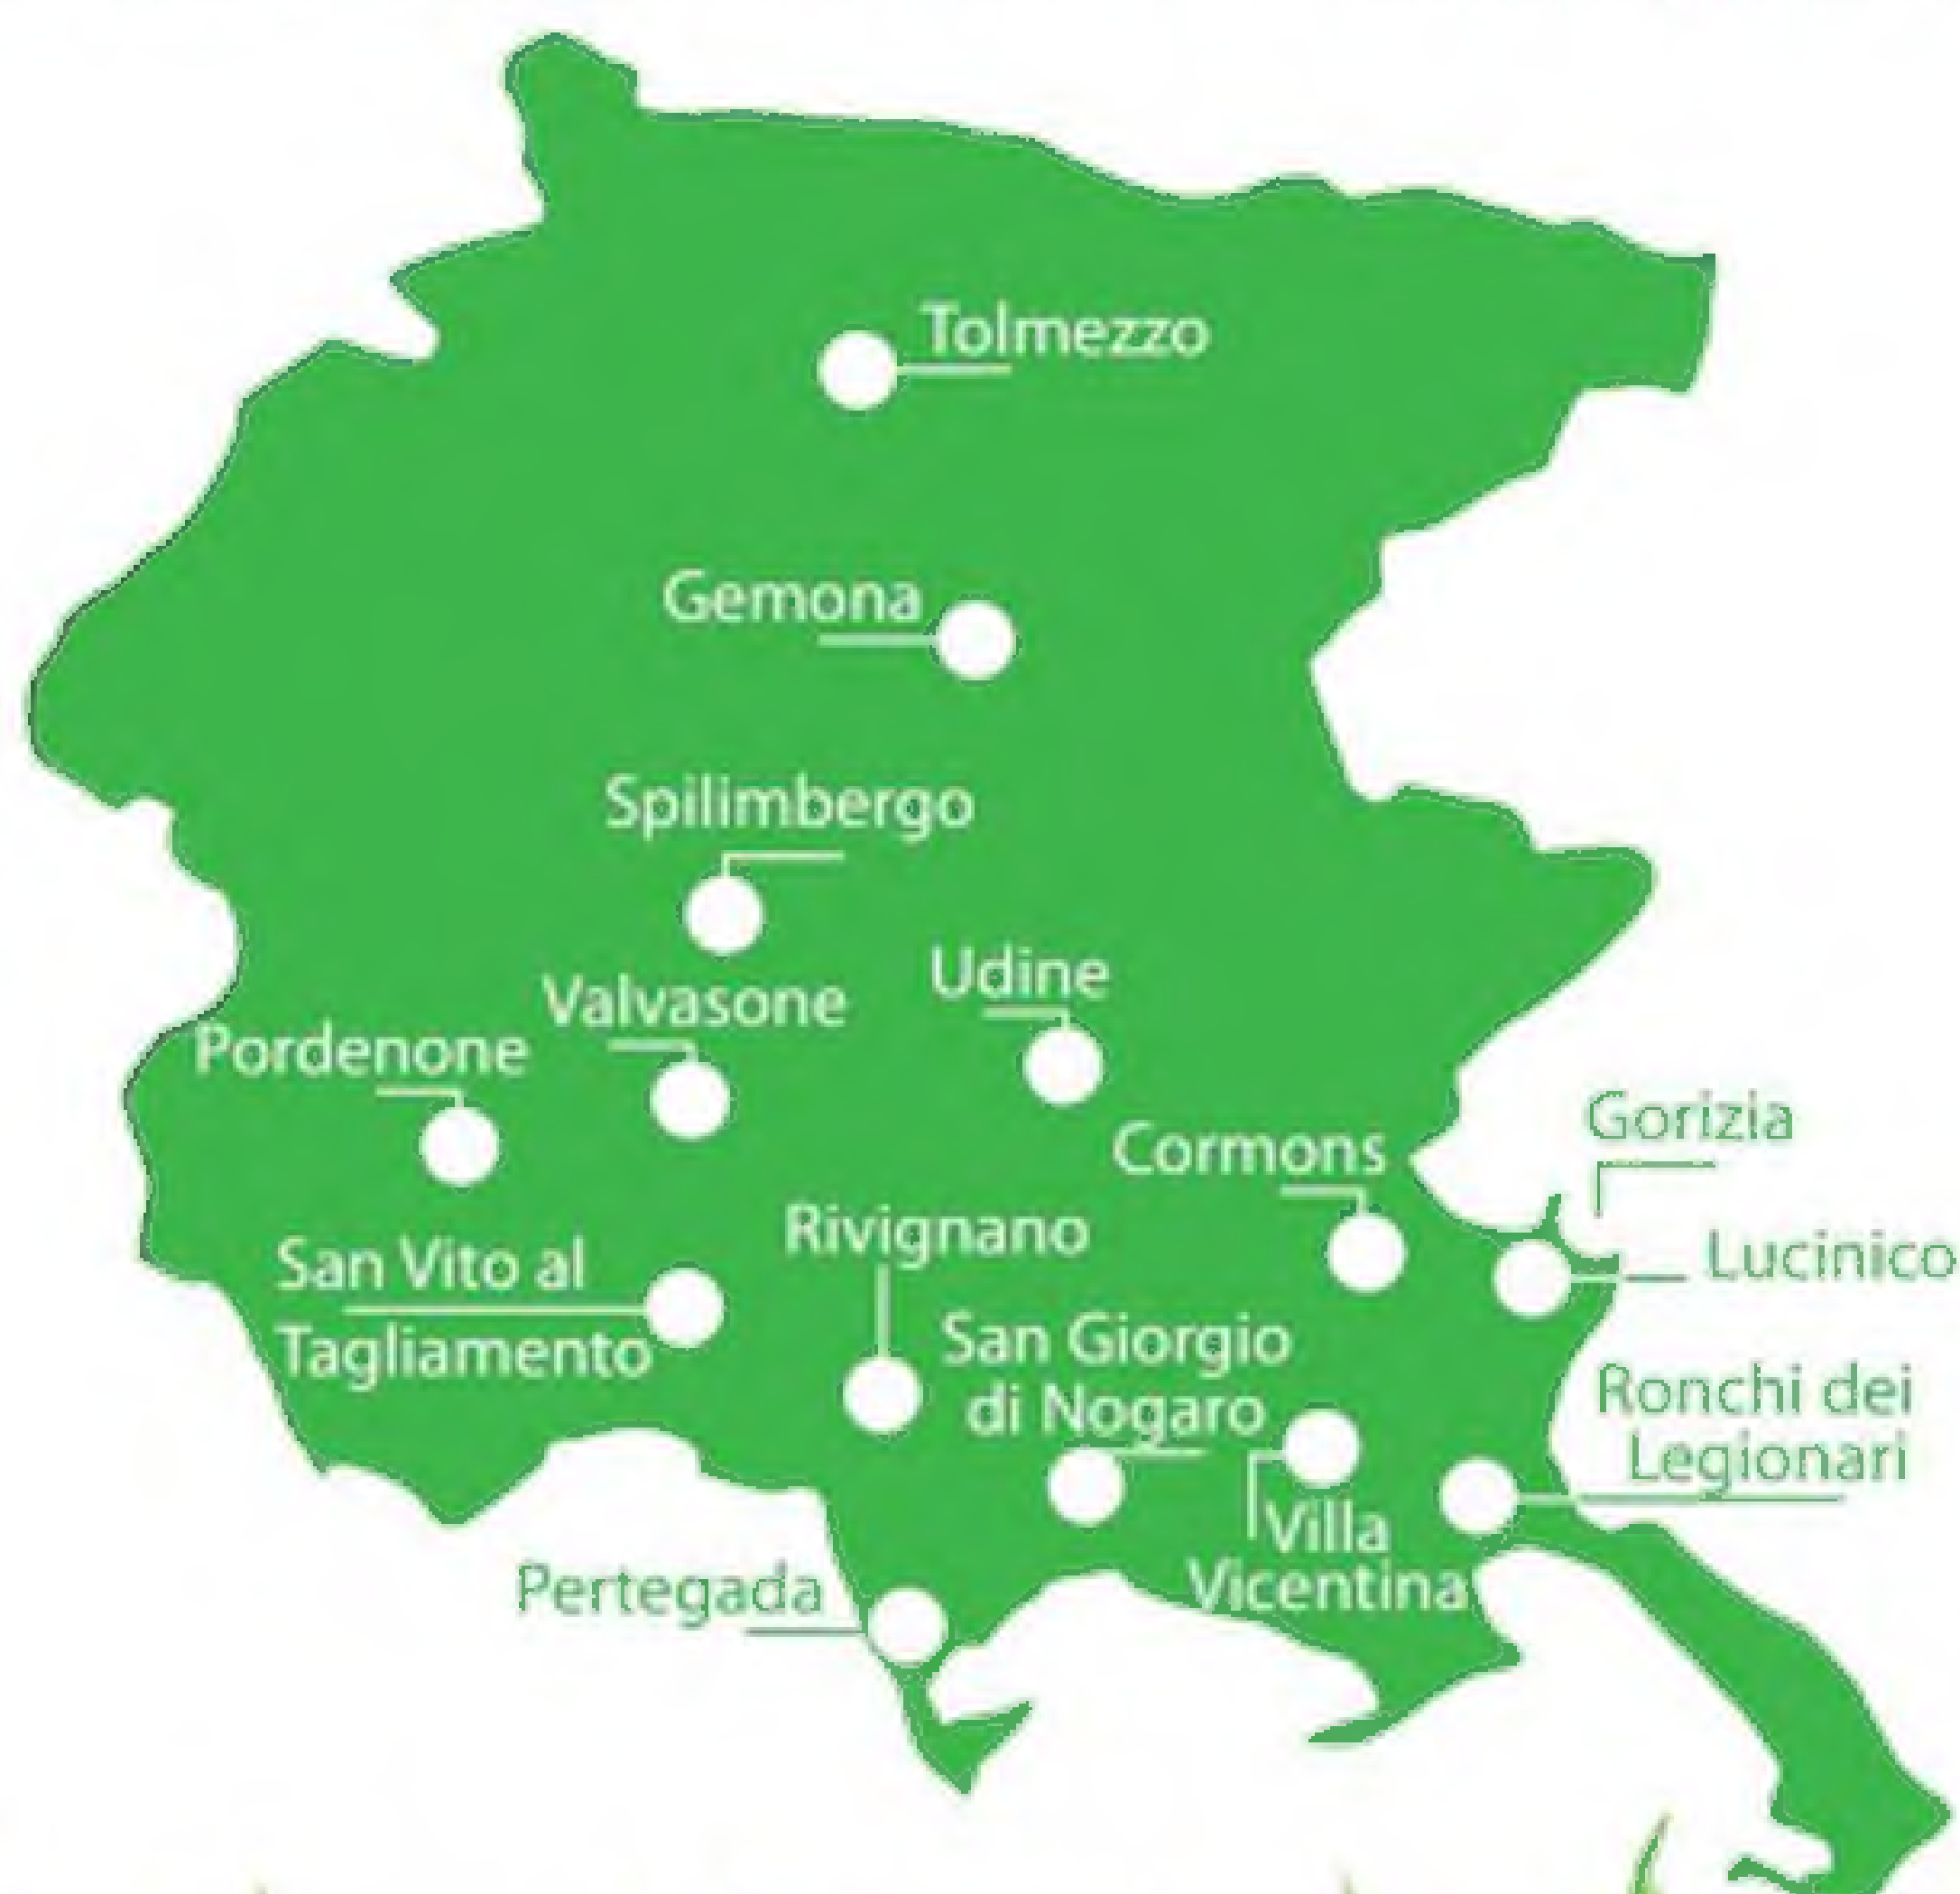 Tolmezzo
Gemona
Spilimbergo
Udine
Valvasone
Pordenone
Gorizia
Cormons
Rivignano
Lucinico
San Vito al
Tagliamento
San Giorgio
di Nogaro
Ronchi dei
Legionari
Villa
Vicentina
Pertegada